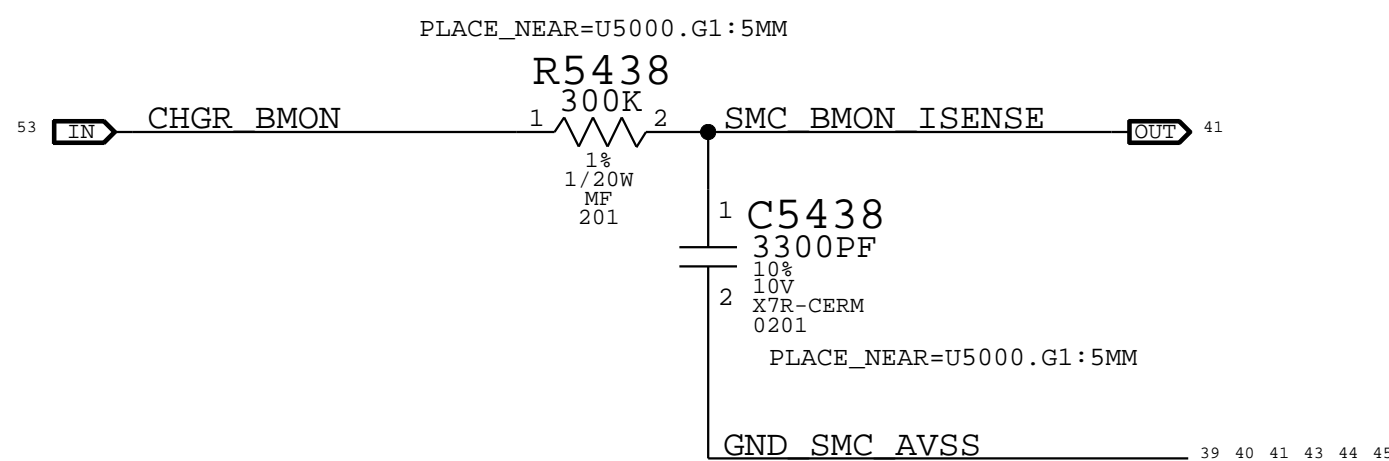 PLACE_NEAR=U5000.G1:5MM
R5438
300K
53 IN CHGR_BMON 1 2 SMC_BMON_ISENSE OUT 41
1%
1/20W
MF
201
1 C5438
3300PF
10%
10V
2 X7R-CERM
0201
PLACE_NEAR=U5000.G1:5MM
GND_SMC_AVSS 39 40 41 43 44 45